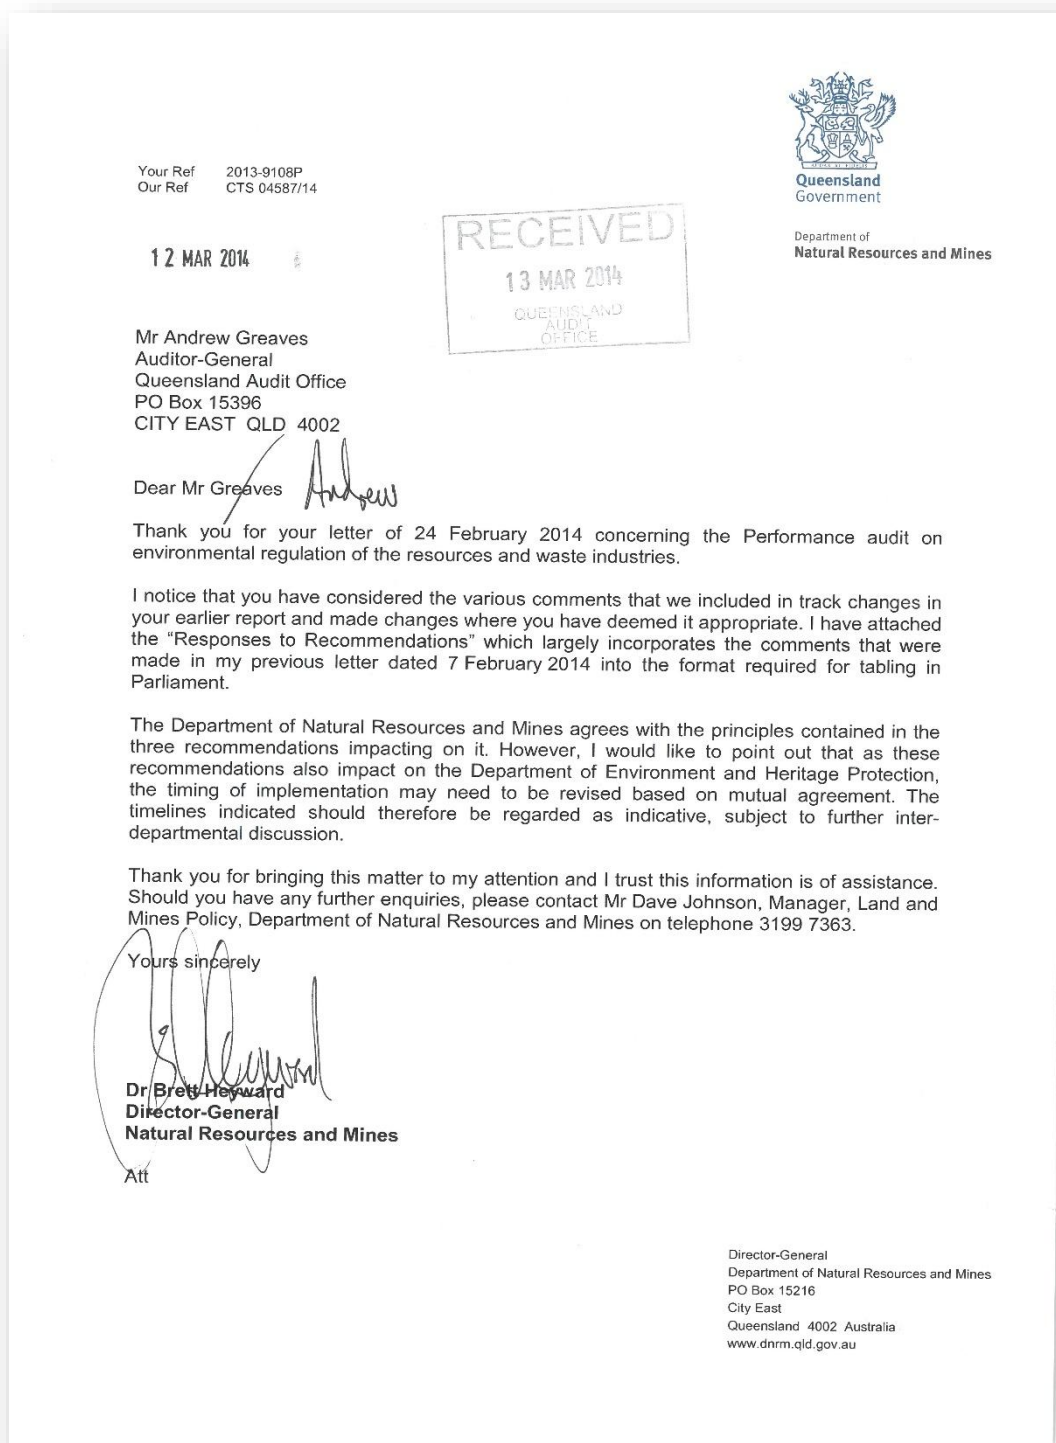 Queensland
Government
Department of
Natural Resources and Mines
Your Ref 2013-9108P
Our Ref CTS 04587/14
12 MAR 2014
RECEIVED
13 MAR 2014
QUEENSLAND
AUDIT
OFFICE
Mr Andrew Greaves
Auditor-General
Queensland Audit Office
PO Box 15396
CITY EAST QLD 4002
Dear Mr Greaves Andrew
Thank you for your letter of 24 February 2014 concerning the Performance audit on
environmental regulation of the resources and waste industries.
I notice that you have considered the various comments that we included in track changes in
your earlier report and made changes where you have deemed it appropriate. I have attached
the “Responses to Recommendations” which largely incorporates the comments that were
made in my previous letter dated 7 February 2014 into the format required for tabling in
Parliament.
The Department of Natural Resources and Mines agrees with the principles contained in the
three recommendations impacting on it. However, I would like to point out that as these
recommendations also impact on the Department of Environment and Heritage Protection,
the timing of implementation may need to be revised based on mutual agreement. The
timelines indicated should therefore be regarded as indicative, subject to further inter-
departmental discussion.
Thank you for bringing this matter to my attention and I trust this information is of assistance.
Should you have any further enquiries, please contact Mr Dave Johnson, Manager, Land and
Mines Policy, Department of Natural Resources and Mines on telephone 3199 7363.
Yours sincerely
Dr Brett Heyward
Director-General
Natural Resources and Mines
Att
Director-General
Department of Natural Resources and Mines
PO Box 15216
City East
Queensland 4002 Australia
www.dnrm.qld.gov.au